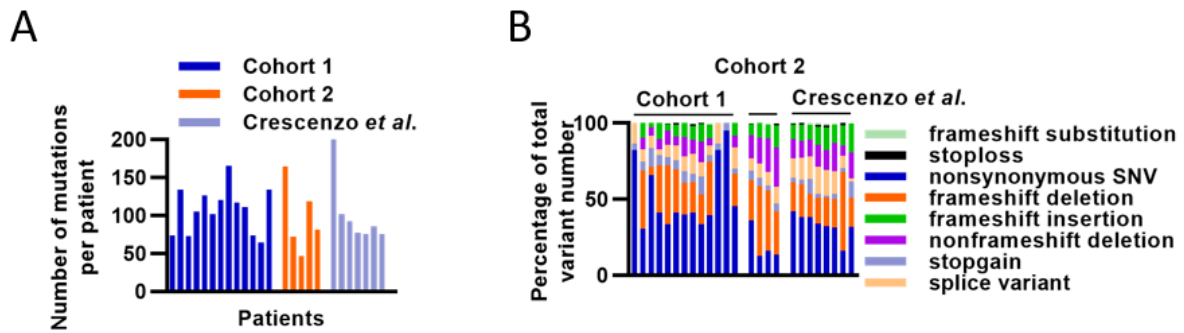 A
Cohort 1
Cohort 2
Crescenzo et al.
Number of mutations
per patient
200
150
100
50
0
Patients
B
Cohort 2
Cohort 1
Crescenzo et al.
Percentage of total
variant number
100
50
0
frameshift substitution
stoploss
nonsynonymous SNV
frameshift deletion
frameshift insertion
nonframeshift deletion
stopgain
splice variant